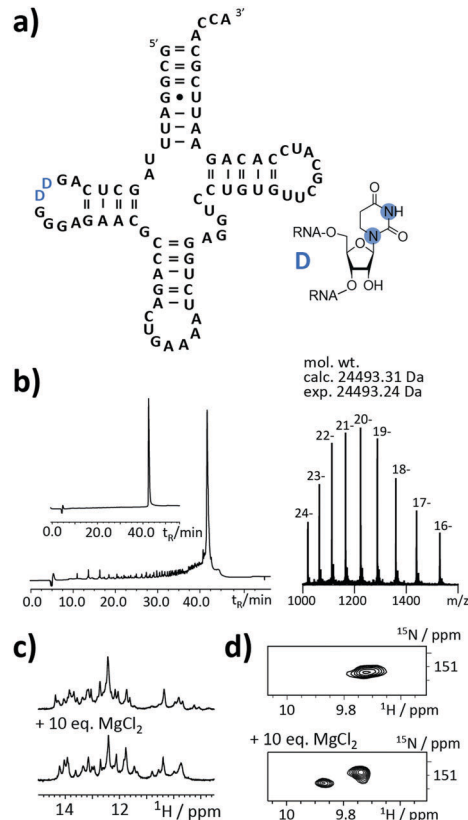 a)
5′
3′
A
C
C
A
G = C
C = G
G = C
G • U
A U
U A
U A
U A
D
D
G A C U C G
G A C A C C U A
G
C
C U G U G U U
D
RNA
O
O
NH
N
O
O
RNA
O
OH
b)
mol. wt.
calc. 24493.31 Da
exp. 24493.24 Da
0.0 20.0 40.0 tR/min
0.0 10.0 20.0 30.0 40.0 tR/min
24- 23- 22- 21- 20- 19- 18- 17- 16-
1000 1200 1400 m/z
c)
+ 10 eq. MgCl2
14 12 1H / ppm
d)
15N / ppm
151
10 9.8 1H / ppm
+ 10 eq. MgCl2
15N / ppm
151
10 9.8 1H / ppm